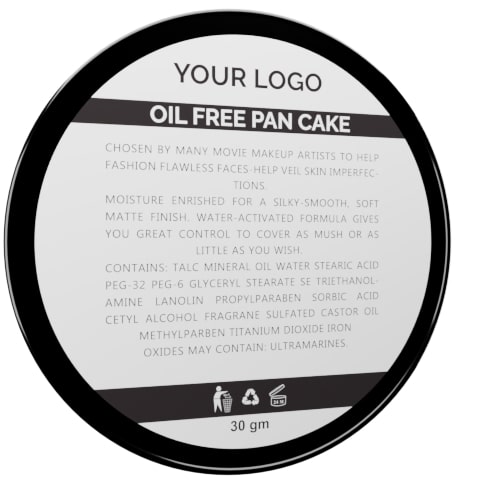 YOUR LOGO
OIL FREE PAN CAKE
CHOSEN BY MANY MOVIE MAKEUP ARTISTS TO HELP
FASHION FLAWLESS FACES-HELP VEIL SKIN IMPERFEC-
TIONS.
MOISTURE ENRISHED FOR A SILKY-SMOOTH, SOFT
MATTE FINISH. WATER-ACTIVATED FORMULA GIVES
YOU GREAT CONTROL TO COVER AS MUSH OR AS
LITTLE AS YOU WISH.
CONTAINS: TALC MINERAL OIL WATER STEARIC ACID
PEG-32 PEG-6 GLYCERYL STEARATE SE TRIETHANOL-
AMINE LANOLIN PROPYLPARABEN SORBIC ACID
CETYL ALCOHOL FRAGRANE SULFATED CASTOR OIL
METHYLPARBEN TITANIUM DIOXIDE IRON
OXIDES MAY CONTAIN: ULTRAMARINES.
24 M
30 gm